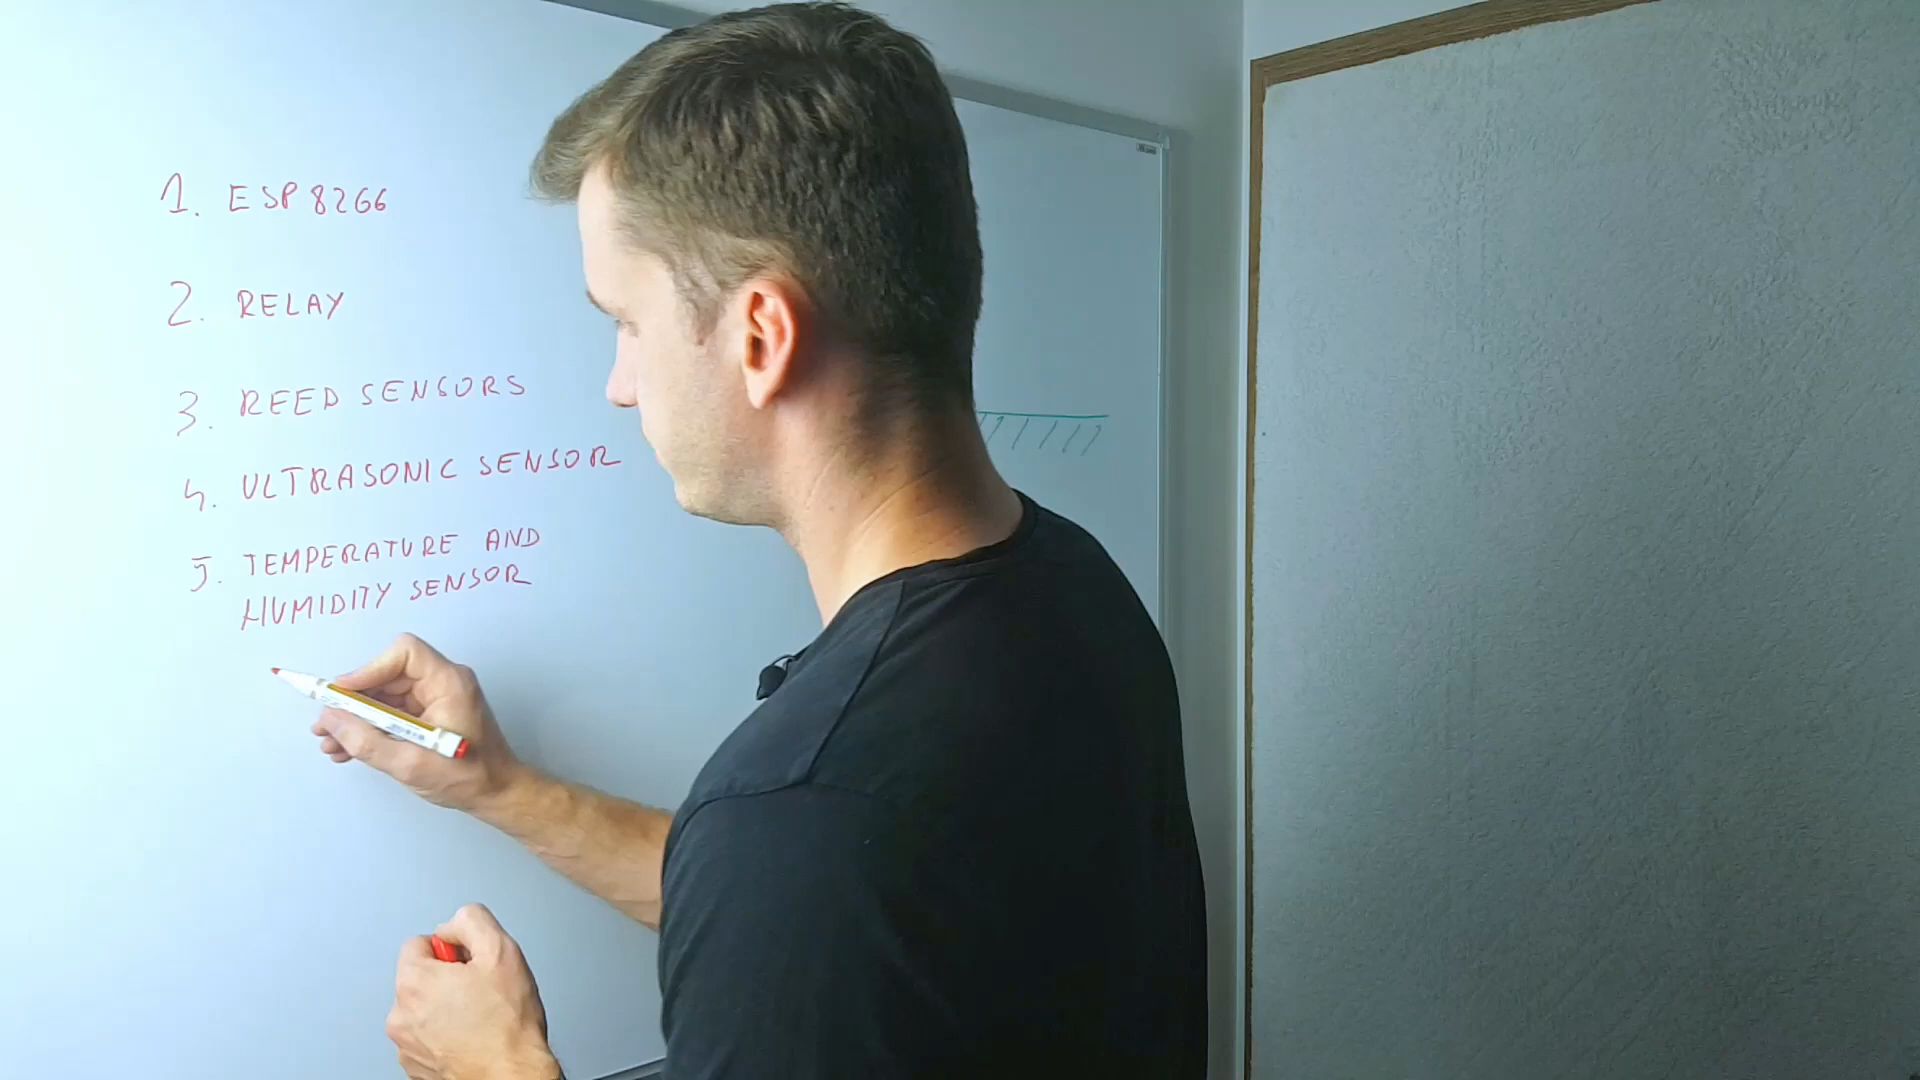 1. ESP8266
2. RELAY
3. REED SENSORS
4. ULTRASONIC SENSOR
5. TEMPERATURE AND
HUMIDITY SENSOR